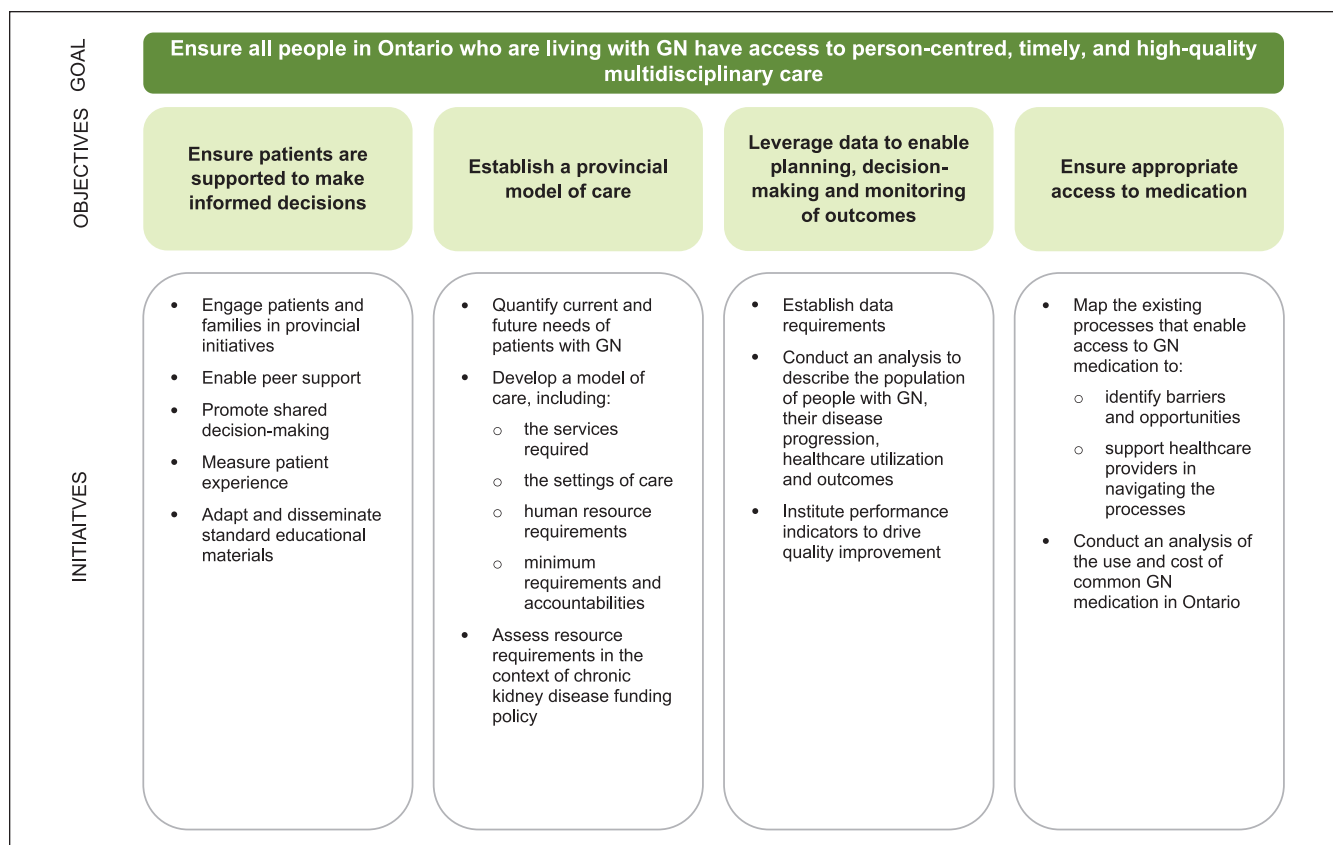 GOAL
Ensure all people in Ontario who are living with GN have access to person-centred, timely, and high-quality
multidisciplinary care
OBJECTIVES
Ensure patients are
supported to make
informed decisions
Establish a provincial
model of care
Leverage data to enable
planning, decision-
making and monitoring
of outcomes
Ensure appropriate
access to medication
INITIAITVES
• Engage patients and
families in provincial
initiatives
• Enable peer support
• Promote shared
decision-making
• Measure patient
experience
• Adapt and disseminate
standard educational
materials
• Quantify current and
future needs of
patients with GN
• Develop a model of
care, including:
o the services
required
o the settings of care
o human resource
requirements
o minimum
requirements and
accountabilities
• Assess resource
requirements in the
context of chronic
kidney disease funding
policy
• Establish data
requirements
• Conduct an analysis to
describe the population
of people with GN,
their disease
progression,
healthcare utilization
and outcomes
• Institute performance
indicators to drive
quality improvement
• Map the existing
processes that enable
access to GN
medication to:
o identify barriers
and opportunities
o support healthcare
providers in
navigating the
processes
• Conduct an analysis of
the use and cost of
common GN
medication in Ontario